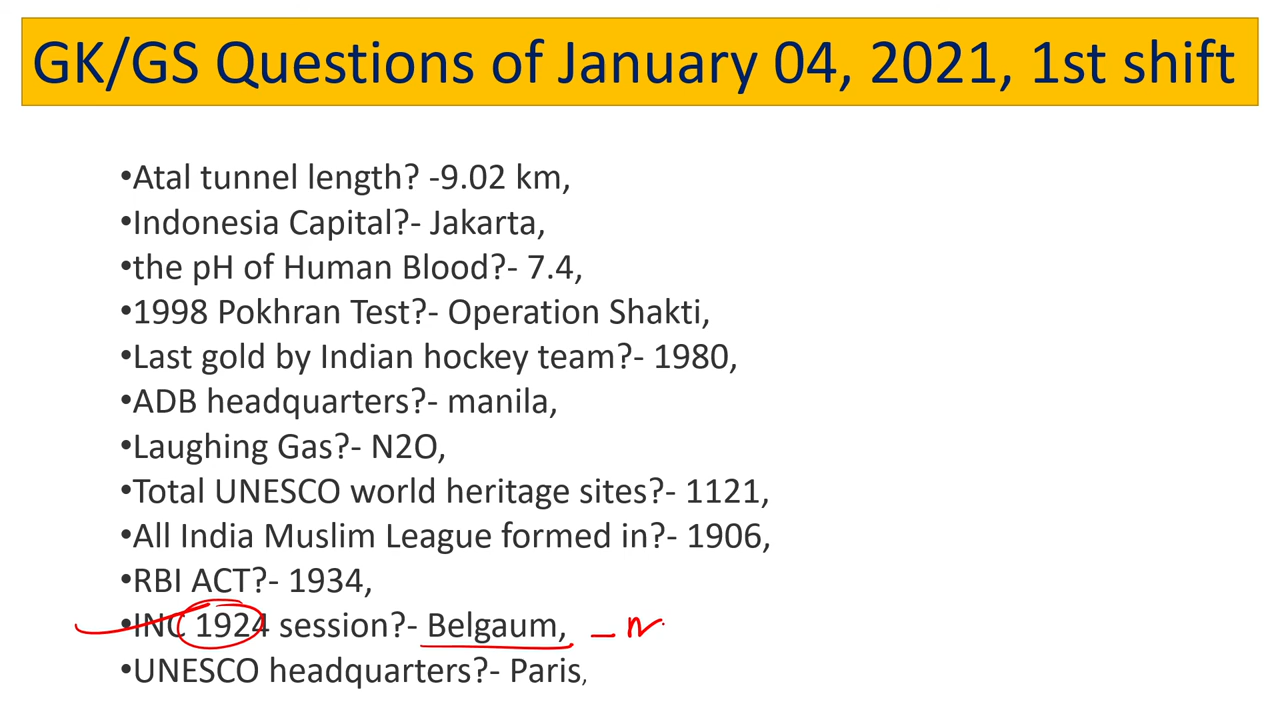 GK/GS Questions of January 04, 2021, 1st shift
•Atal tunnel length? -9.02 km,
•Indonesia Capital?- Jakarta,
•the pH of Human Blood?- 7.4,
•1998 Pokhran Test?- Operation Shakti,
•Last gold by Indian hockey team?- 1980,
•ADB headquarters?- manila,
•Laughing Gas?- N2O,
•Total UNESCO world heritage sites?- 1121,
•All India Muslim League formed in?- 1906,
•RBI ACT?- 1934,
•INC 1924 session?- Belgaum,
•UNESCO headquarters?- Paris,